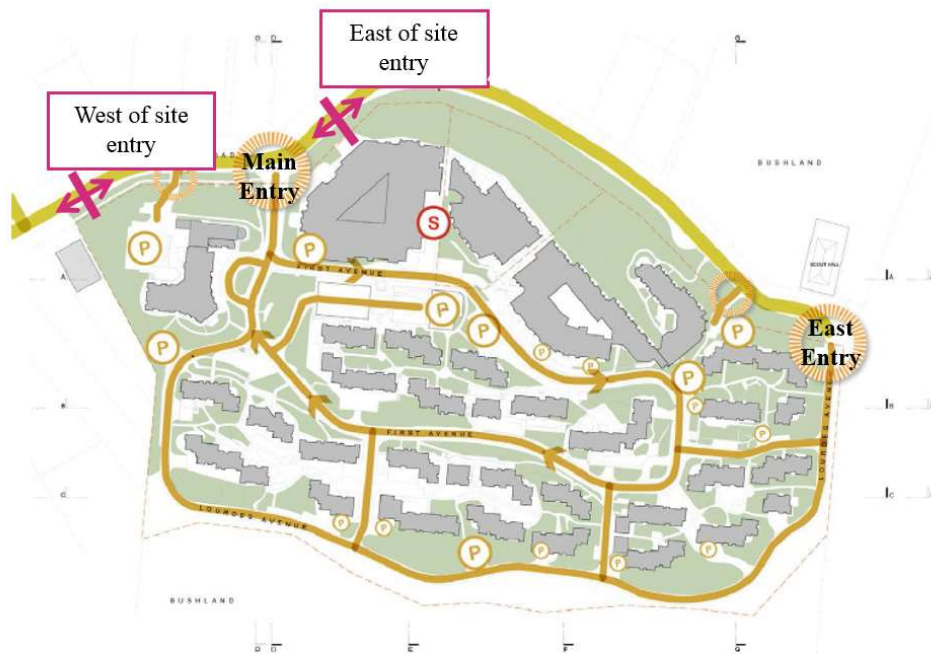 East of site
entry
West of site
entry
Main
Entry
BUSHLAND
SCOUT HALL
S
P
P
FIRST AVENUE
P
P
P
P
P
P
P
P
East
Entry
A
A
B
B
P
P
FIRST AVENUE
LOURDES AVENUE
C
C
LOURDES AVENUE
P
P
P
P
P
BUSHLAND
D
E
F
G